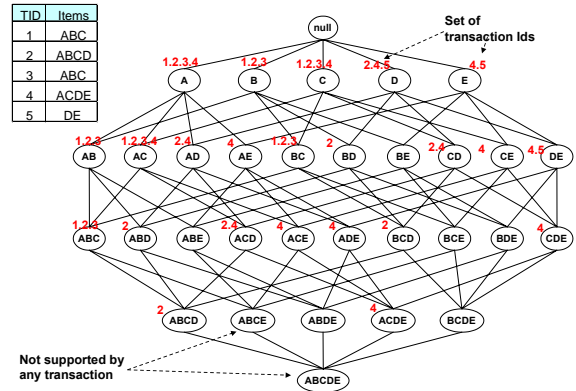 TID Items
1 ABC
2 ABCD
3 ABC
4 ACDE
5 DE
null
Set of
transaction Ids
1.2.3.4 1.2.3 1.2.3.4 2.4.5 4.5
A B C D E
1.2.3 1.2.3.4 2.4 4 1.2.3 2 2.4 4 4.5
AB AC AD AE BC BD BE CD CE DE
1.2.3 2 2.4 4 4 2 4
ABC ABD ABE ACD ACE ADE BCD BCE BDE CDE
2 4
ABCD ABCE ABDE ACDE BCDE
Not supported by
any transaction
ABCDE